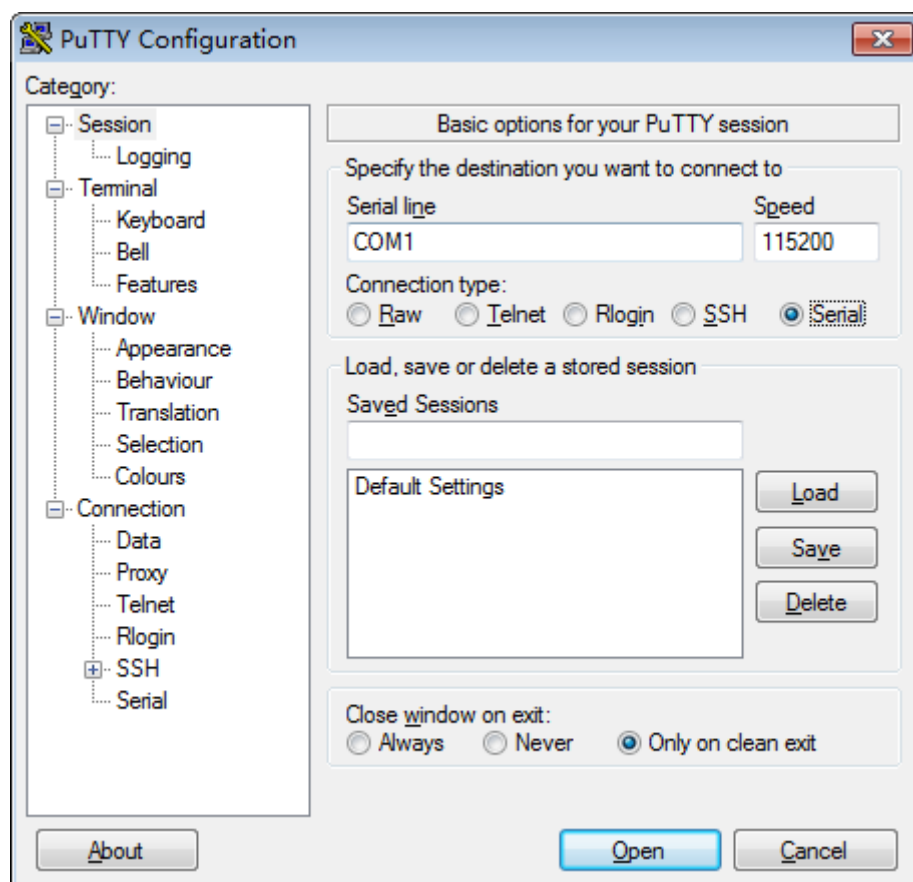 PuTTY Configuration
Category:
Session
Logging
Terminal
Keyboard
Bell
Features
Window
Appearance
Behaviour
Translation
Selection
Colours
Connection
Data
Proxy
Telnet
Rlogin
SSH
Serial
Basic options for your PuTTY session
Specify the destination you want to connect to
Serial line Speed
COM1 115200
Connection type:
Raw Telnet Rlogin SSH Serial
Load, save or delete a stored session
Saved Sessions
Default Settings
Load
Save
Delete
Close window on exit:
Always Never Only on clean exit
About Open Cancel